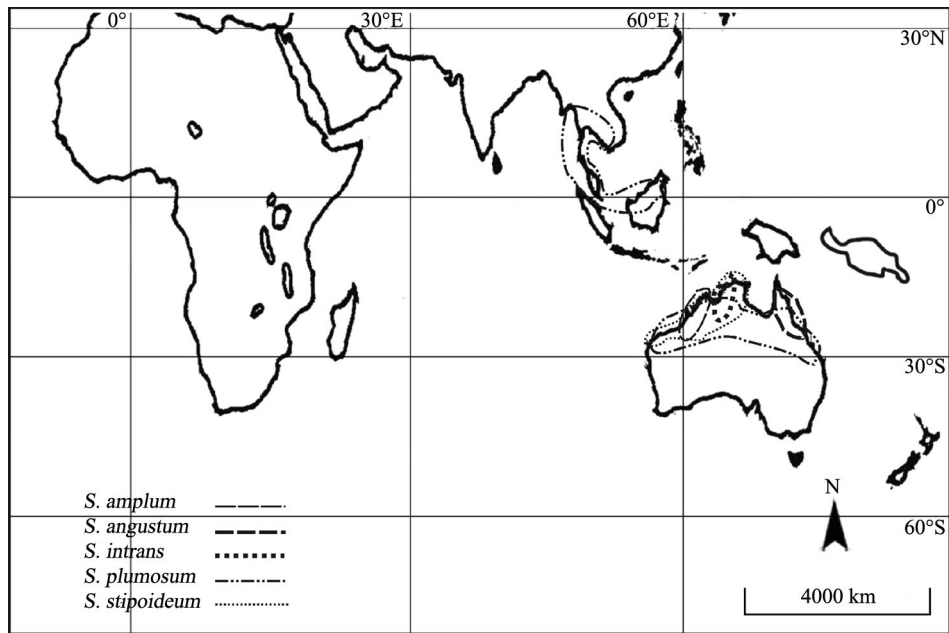 0° 30°E 60°E
30°N
0°
30°S
60°S
N
S. amplum
S. angustum
S. intrans
S. plumosum
S. stipoideum
4000 km